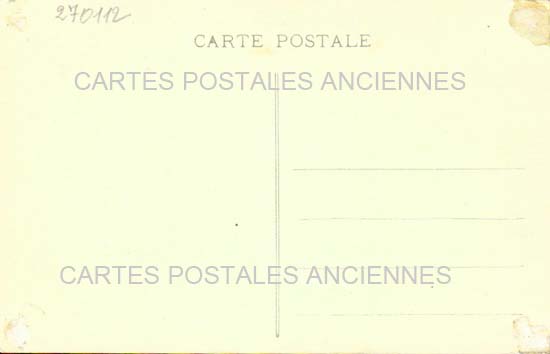 270112
CARTE POSTALE
CARTES POSTALES ANCIENNES
CARTES POSTALES ANCIENNES